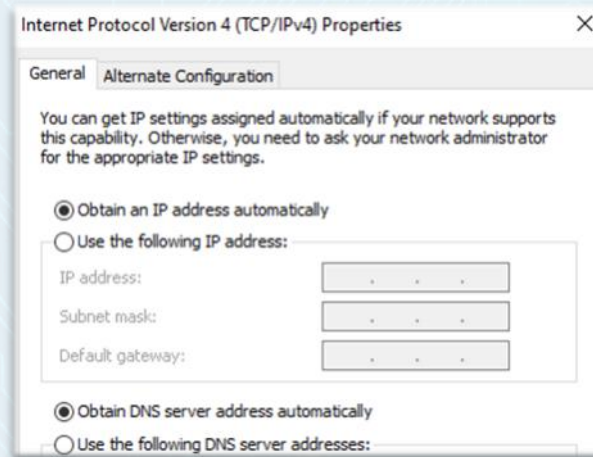 Internet Protocol Version 4 (TCP/IPv4) Properties
General
Alternate Configuration
You can get IP settings assigned automatically if your network supports
this capability. Otherwise, you need to ask your network administrator
for the appropriate IP settings.
Obtain an IP address automatically
Use the following IP address:
IP address:
Subnet mask:
Default gateway:
Obtain DNS server address automatically
Use the following DNS server addresses: